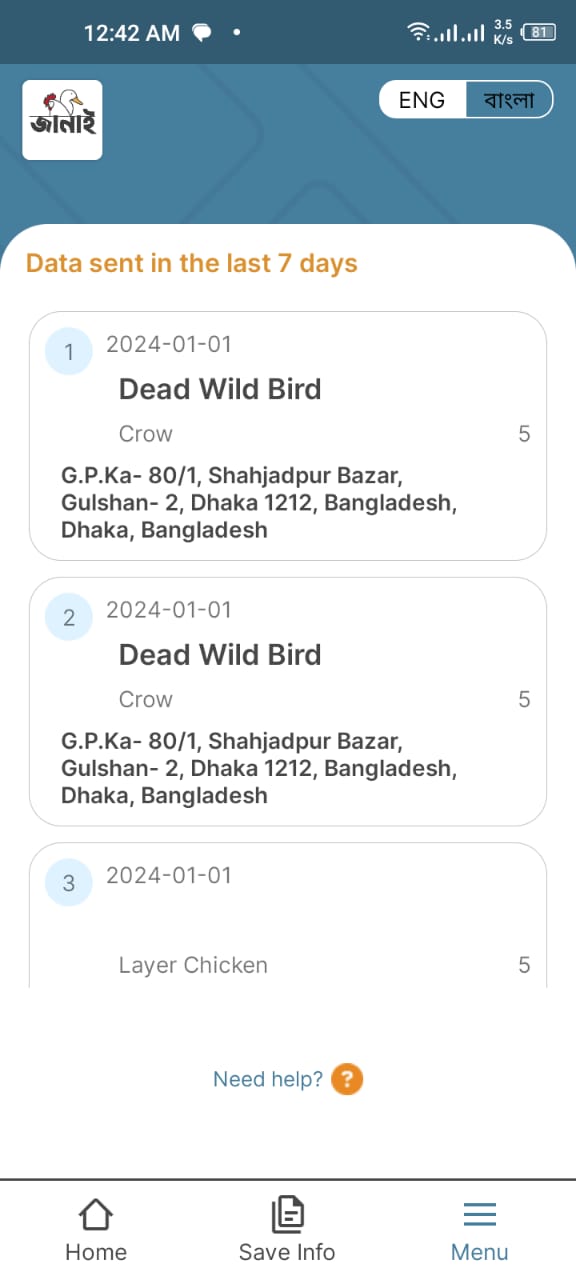 12:42 AM
3.5
K/s
81
জানাই
ENG
বাংলা
Data sent in the last 7 days
1
2024-01-01
Dead Wild Bird
Crow
5
G.P.Ka- 80/1, Shahjadpur Bazar,
Gulshan- 2, Dhaka 1212, Bangladesh,
Dhaka, Bangladesh
2
2024-01-01
Dead Wild Bird
Crow
5
G.P.Ka- 80/1, Shahjadpur Bazar,
Gulshan- 2, Dhaka 1212, Bangladesh,
Dhaka, Bangladesh
3
2024-01-01
Layer Chicken
5
Need help? ?
Home
Save Info
Menu